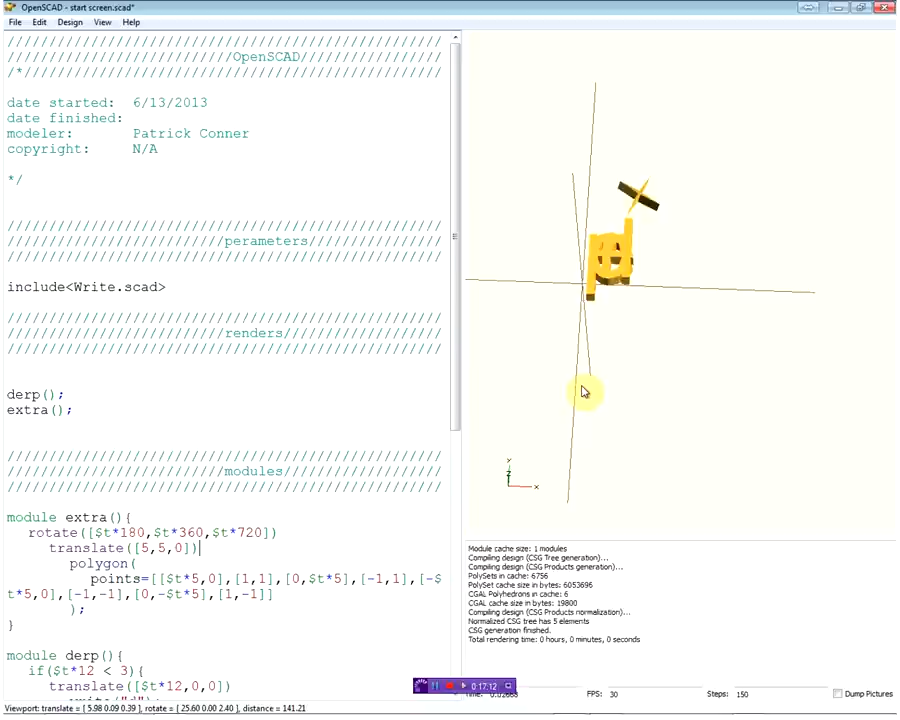 OpenSCAD - start screen.scad*
File Edit Design View Help
////////////////////////////////////////////////////
///////////////////////////OpenSCAD/////////////////
/*//////////////////////////////////////////////////
date started: 6/13/2013
date finished:
modeler: Patrick Conner
copyright: N/A
*/
////////////////////////////////////////////////////
//////////////////////////perameters////////////////
////////////////////////////////////////////////////
include<Write.scad>
////////////////////////////////////////////////////
//////////////////////////renders///////////////////
////////////////////////////////////////////////////
derp();
extra();
////////////////////////////////////////////////////
//////////////////////////modules///////////////////
////////////////////////////////////////////////////
module extra(){
rotate([$t*180,$t*360,$t*720])
translate([5,5,0])
polygon(
points=[[$t*5,0],[1,1],[0,$t*5],[-1,1],[-$
t*5,0],[-1,-1],[0,-$t*5],[1,-1]]
);
}
module derp(){
if($t*12 < 3){
translate([$t*12,0,0])
Y
Z
X
Module cache size: 1 modules
Compiling design (CSG Tree generation)...
Compiling design (CSG Products generation)...
PolySets in cache: 6756
PolySet cache size in bytes: 6053696
CGAL Polyhedrons in cache: 6
CGAL cache size in bytes: 19800
Compiling design (CSG Products normalization)...
Normalized CSG tree has 5 elements
CSG generation finished.
Total rendering time: 0 hours, 0 minutes, 0 seconds
0:17:12
FPS: 30 Steps: 150 Dump Pictures
Viewport: translate = [ 5.98 0.09 0.39 ], rotate = [ 25.60 0.00 2.40 ], distance = 141.21